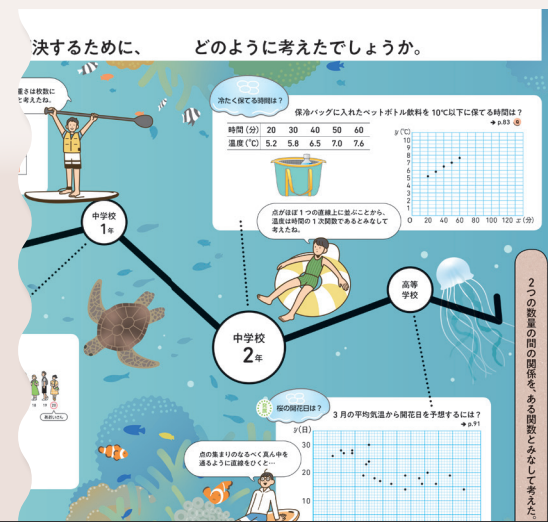 決するために、 どのように考えたでしょうか。
重さは枚数に
考えたね。
冷たく保てる時間は?
保冷バッグに入れたペットボトル飲料を 10℃以下に保てる時間は?
➔ p.83
時間(分) 20 30 40 50 60
温度(℃) 5.2 5.8 6.5 7.0 7.6
y(℃)
10
9
8
7
6
5
4
3
2
1
0 20 40 60 80 100 120 x(分)
点がほぼ1つの直線上に並ぶことから、
温度は時間の1次関数であるとみなして
考えたね。
中学校
1年
中学校
2年
高等
学校
2つの数量の間の関係を、ある関数とみなして考えた。
桜の開花日は?
3月の平均気温から開花日を予想するには?
➔ p.91
y(日)
30
20
10
点の集まりのなるべく真ん中を
通るように直線をひくと…
18 19 20